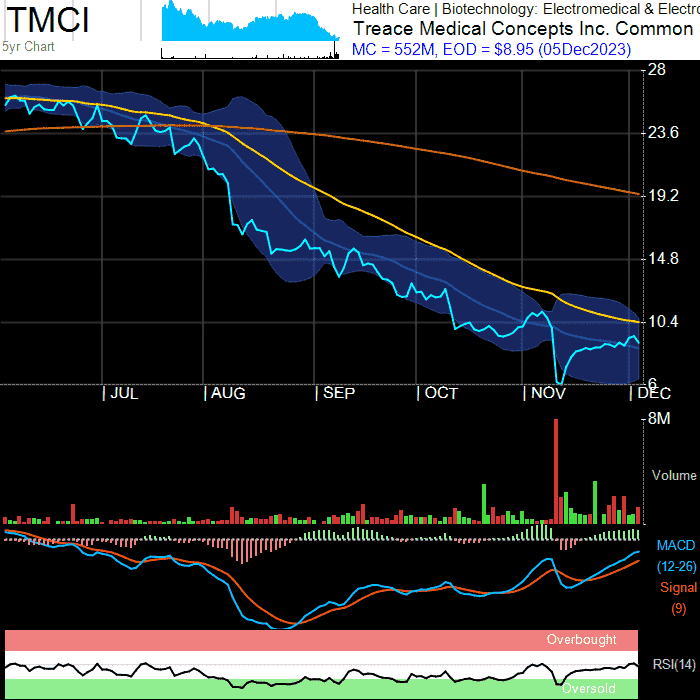 TMCI
5yr Chart
Health Care | Biotechnology: Electromedical & Electro
Treace Medical Concepts Inc. Common
MC = 552M, EOD = $8.95 (05Dec2023)
28
23.6
19.2
14.8
10.4
6
JUL AUG SEP OCT NOV DEC
8M
Volume
MACD
(12-26)
Signal
(9)
Overbought
RSI(14)
Oversold